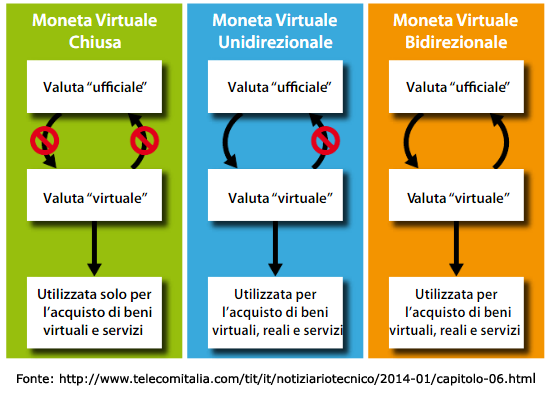 Moneta Virtuale
Chiusa
Valuta “ufficiale”
Valuta “virtuale”
Utilizzata solo per
l’acquisto di beni
virtuali e servizi
Moneta Virtuale
Unidirezionale
Valuta “ufficiale”
Valuta “virtuale”
Utilizzata per
l’acquisto di beni
virtuali, reali e servizi
Moneta Virtuale
Bidirezionale
Valuta “ufficiale”
Valuta “virtuale”
Utilizzata per
l’acquisto di beni
virtuali, reali e servizi
Fonte: http://www.telecomitalia.com/tit/it/notiziariotecnico/2014-01/capitolo-06.html